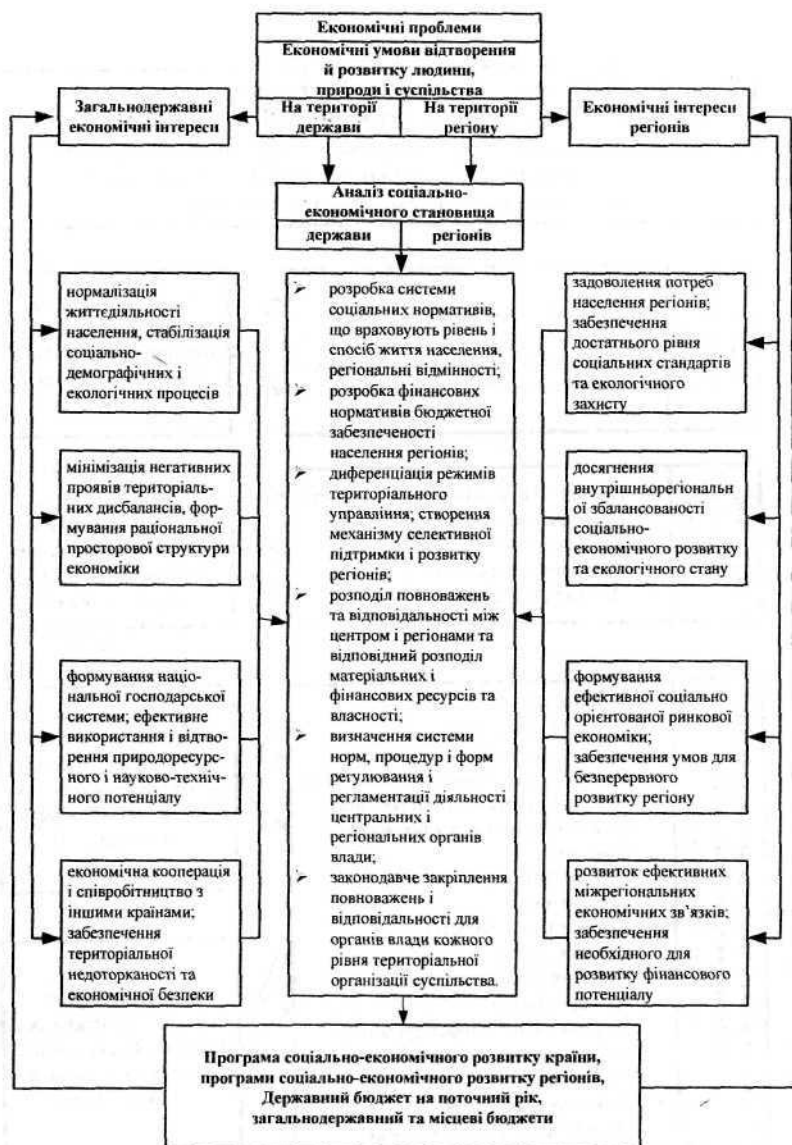 Економічні проблеми
Економічні умови відтворення
й розвитку людини,
природи і суспільства
На території
держави
На території
регіону
Загальнодержавні
економічні інтереси
Економічні інтереси
регіонів
Аналіз соціально-
економічного становища
держави
регіонів
нормалізація
життєдіяльності
населення, стабілізація
соціально-
демографічних і
екологічних процесів
мінімізація негативних
проявів територіаль-
них дисбалансів, фор-
мування раціональної
просторової структури
економіки
формування націо-
нальної господарської
системи; ефективне
використання і відтво-
рення природоресурс-
ного і науково-техніч-
ного потенціалу
економічна кооперація
і співробітництво з
іншими країнами;
забезпечення
територіальної
недоторканості та
економічної безпеки
➢ розробка системи
соціальних нормативів,
що враховують рівень і
спосіб життя населення,
регіональні відмінності;
➢ розробка фінансових
нормативів бюджетної
забезпеченості
населення регіонів;
➢ диференціація режимів
територіального
управління; створення
механізму селективної
підтримки і розвитку
регіонів;
➢ розподіл повноважень
та відповідальності між
центром і регіонами та
відповідний розподіл
матеріальних і
фінансових ресурсів та
власності;
➢ визначення системи
норм, процедур і форм
регулювання і
регламентації діяльності
центральних і
регіональних органів
влади;
➢ законодавче закріплення
повноважень і
відповідальності для
органів влади кожного
рівня територіальної
організації суспільства.
задоволення потреб
населення регіонів;
забезпечення
достатнього рівня
соціальних стандартів
та екологічного
захисту
досягнення
внутрішньорегіональн
ої збалансованості
соціально-
економічного розвитку
та екологічного стану
формування
ефективної соціально
орієнтованої ринкової
економіки;
забезпечення умов для
безперервного
розвитку регіону
розвиток ефективних
міжрегіональних
економічних зв’язків;
забезпечення
необхідного для
розвитку фінансового
потенціалу
Програма соціально-економічного розвитку країни,
програми соціально-економічного розвитку регіонів,
Державний бюджет на поточний рік,
загальнодержавний та місцеві бюджети